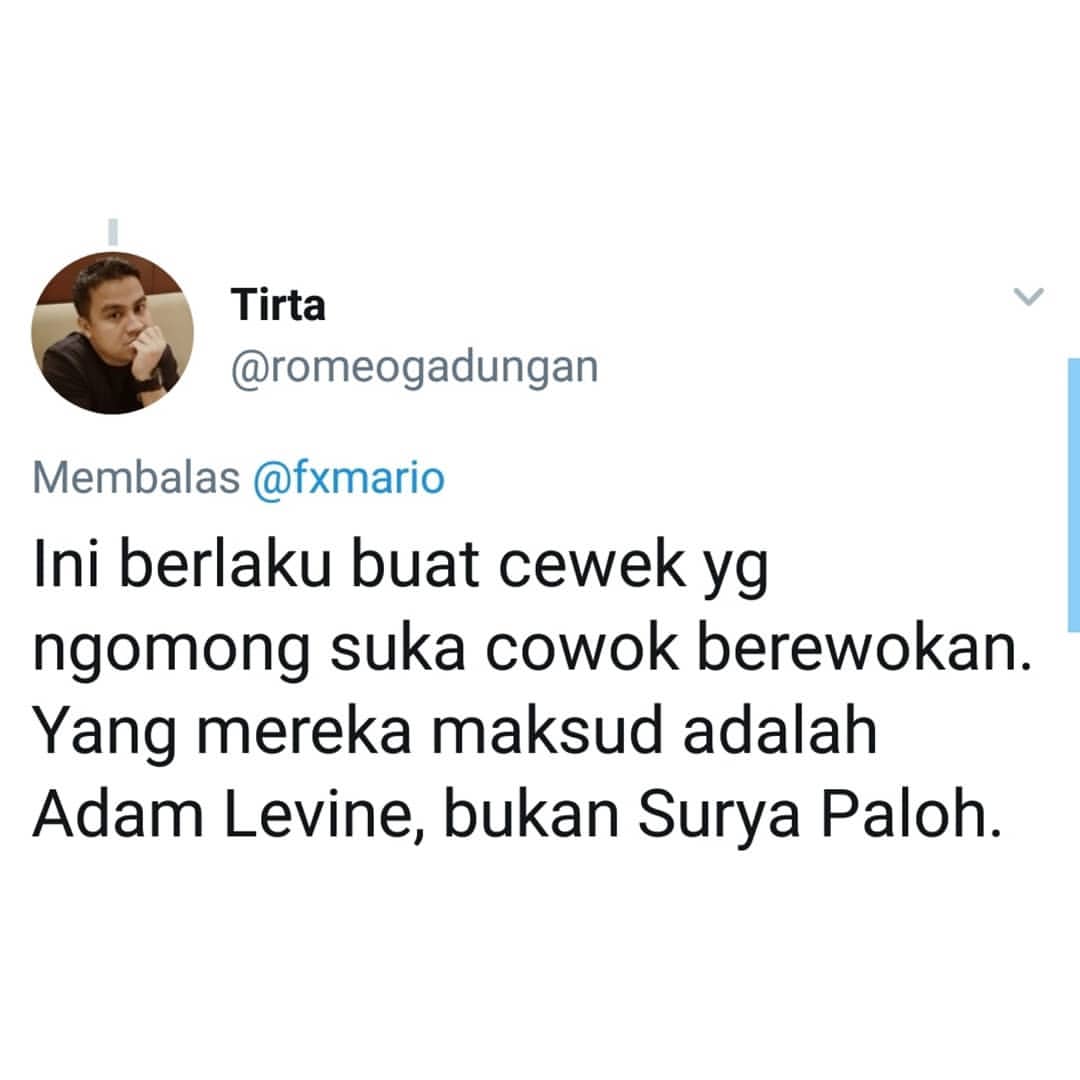 Tirta
@romeogadungan
Membalas @fxmario
Ini berlaku buat cewek yg
ngomong suka cowok berewokan.
Yang mereka maksud adalah
Adam Levine, bukan Surya Paloh.